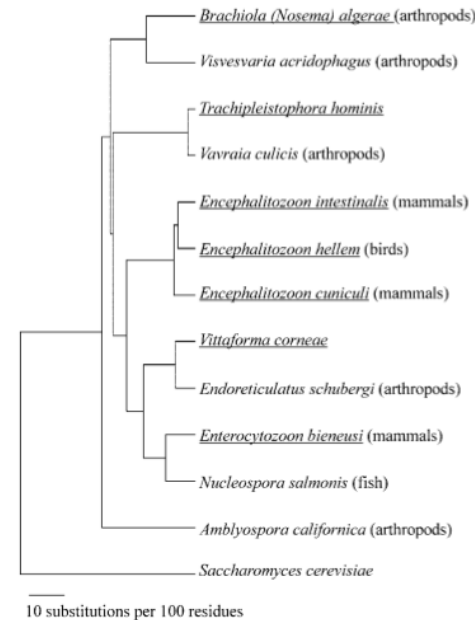 Brachiola (Nosema) algerae (arthropods)
Visvesvaria acridophagus (arthropods)
Trachipleistophora hominis
Vavraia culicis (arthropods)
Encephalitozoon intestinalis (mammals)
Encephalitozoon hellem (birds)
Encephalitozoon cuniculi (mammals)
Vittaforma corneae
Endoreticulatus schubergi (arthropods)
Enterocytozoon bieneusi (mammals)
Nucleospora salmonis (fish)
Amblyospora californica (arthropods)
Saccharomyces cerevisiae
10 substitutions per 100 residues